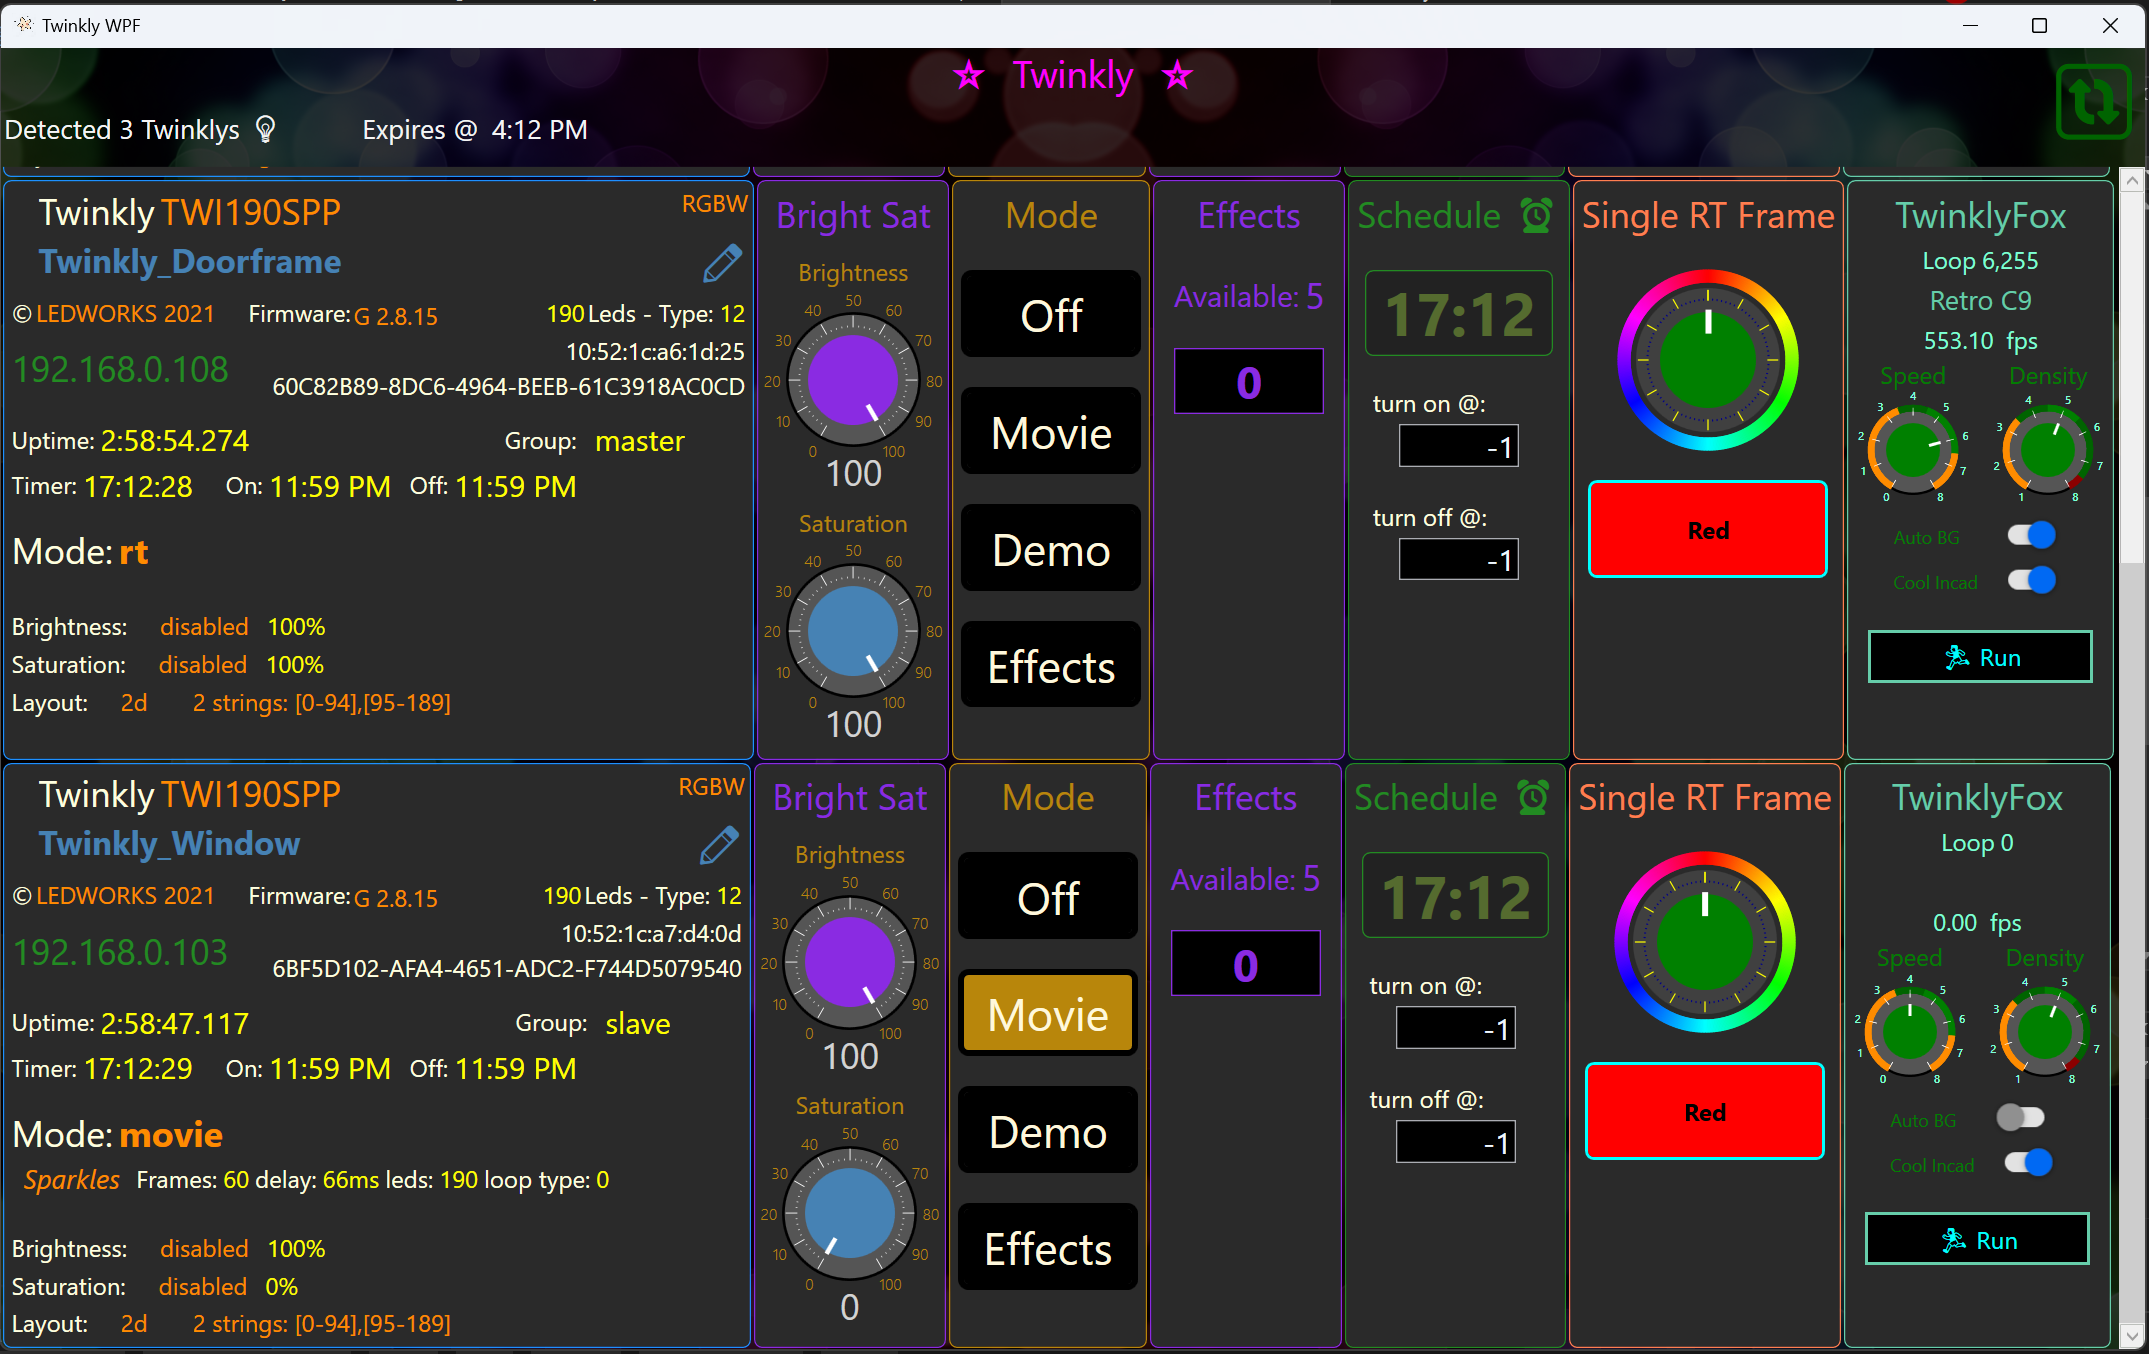 Twinkly WPF
☆ Twinkly ☆
Detected 3 Twinklys Expires @ 4:12 PM
Twinkly TWI190SPP RGBW
Twinkly_Doorframe
© LEDWORKS 2021 Firmware: G 2.8.15 190 Leds - Type: 12
10:52:1c:a6:1d:25
192.168.0.108
60C82B89-8DC6-4964-BEEB-61C3918AC0CD
Uptime: 2:58:54.274 Group: master
Timer: 17:12:28 On: 11:59 PM Off: 11:59 PM
Mode: rt
Brightness: disabled 100%
Saturation: disabled 100%
Layout: 2d 2 strings: [0-94],[95-189]
Bright Sat
Brightness
0 10 20 30 40 50 60 70 80 90 100
100
Saturation
0 10 20 30 40 50 60 70 80 90 100
100
Mode
Off
Movie
Demo
Effects
Effects
Available: 5
0
Schedule
17:12
turn on @:
-1
turn off @:
-1
Single RT Frame
Red
TwinklyFox
Loop 6,255
Retro C9
553.10 fps
Speed Density
0 1 2 3 4 5 6 7 8
1 2 3 4 5 6 7 8
Auto BG
Cool Incad
Run
Twinkly TWI190SPP RGBW
Twinkly_Window
© LEDWORKS 2021 Firmware: G 2.8.15 190 Leds - Type: 12
10:52:1c:a7:d4:0d
192.168.0.103
6BF5D102-AFA4-4651-ADC2-F744D5079540
Uptime: 2:58:47.117 Group: slave
Timer: 17:12:29 On: 11:59 PM Off: 11:59 PM
Mode: movie
Sparkles Frames: 60 delay: 66ms leds: 190 loop type: 0
Brightness: disabled 100%
Saturation: disabled 0%
Layout: 2d 2 strings: [0-94],[95-189]
Bright Sat
Brightness
0 10 20 30 40 50 60 70 80 90 100
100
Saturation
0 10 20 30 40 50 60 70 80 90 100
0
Mode
Off
Movie
Demo
Effects
Effects
Available: 5
0
Schedule
17:12
turn on @:
-1
turn off @:
-1
Single RT Frame
Red
TwinklyFox
Loop 0
0.00 fps
Speed Density
0 1 2 3 4 5 6 7 8
1 2 3 4 5 6 7 8
Auto BG
Cool Incad
Run